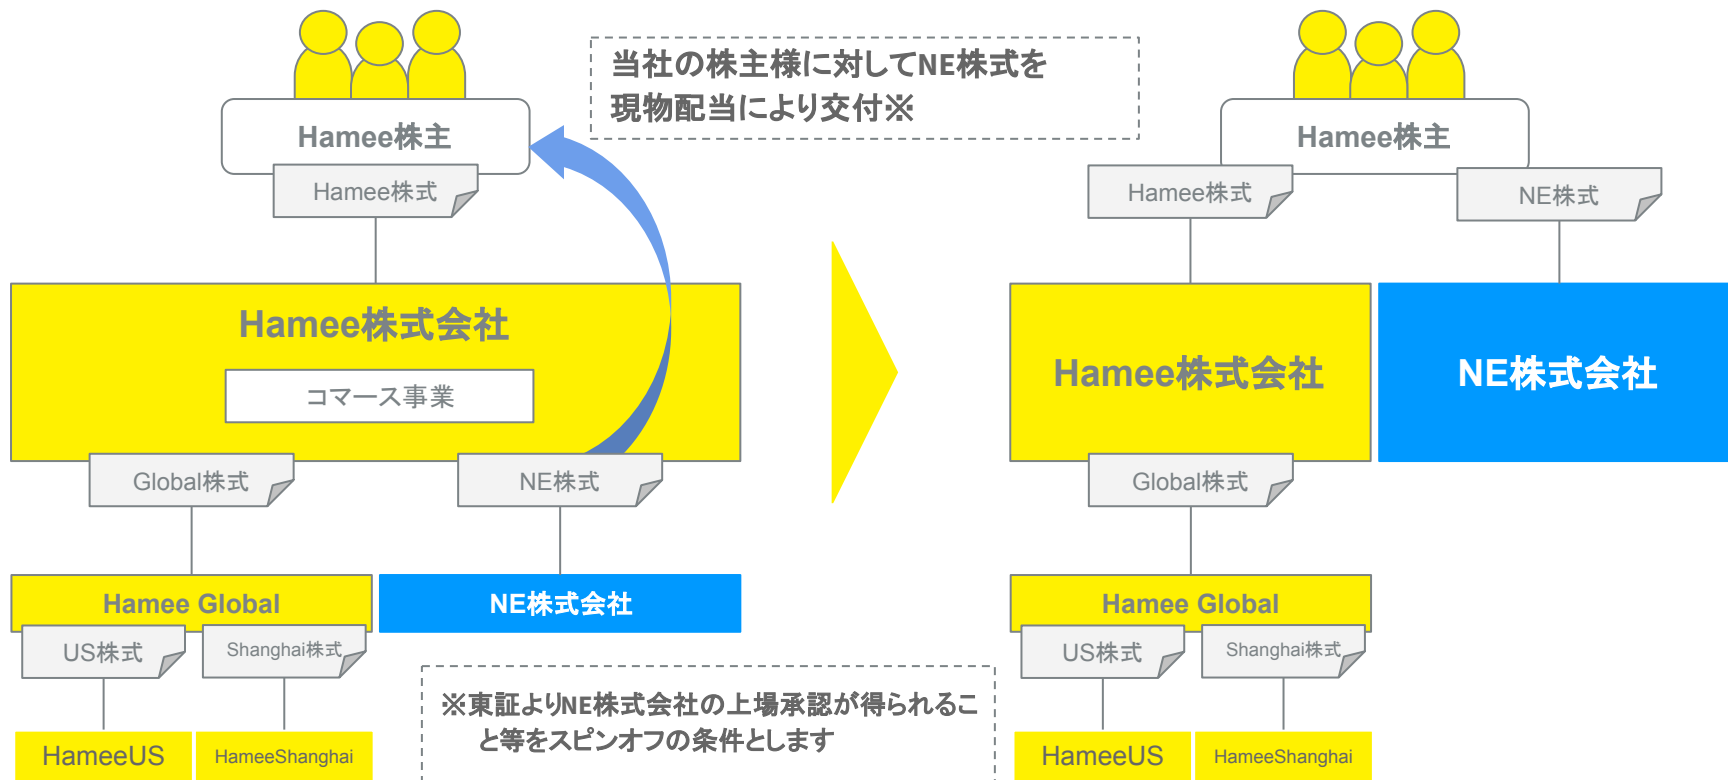 当社の株主様に対してNE株式を
現物配当により交付※
Hamee株主
Hamee株式
Hamee株式会社
コマース事業
Global株式
NE株式
Hamee Global
NE株式会社
US株式
Shanghai株式
HameeUS
HameeShanghai
※東証よりNE株式会社の上場承認が得られるこ
と等をスピンオフの条件とします
Hamee株主
Hamee株式
NE株式
Hamee株式会社
NE株式会社
Global株式
Hamee Global
US株式
Shanghai株式
HameeUS
HameeShanghai